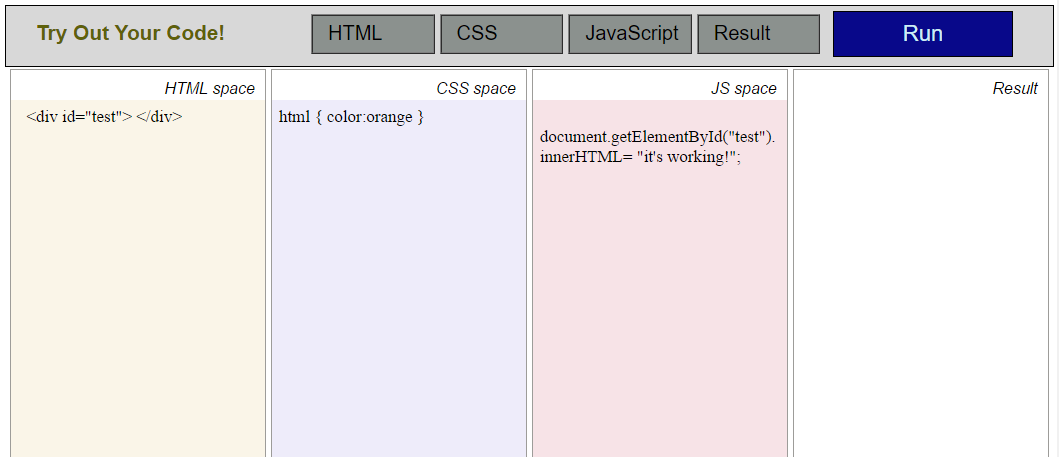 Try Out Your Code! HTML CSS JavaScript Result Run
HTML space CSS space JS space Result
<div id="test"> </div>
html { color:orange }
document.getElementById("test").
innerHTML= "it's working!";